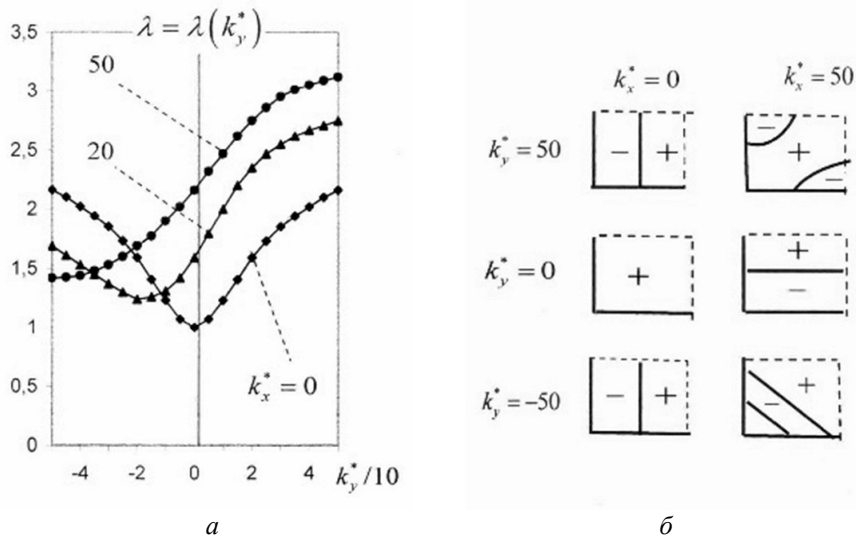 λ = λ(k*y)
3,5
3
2,5
2
1,5
1
0,5
0
50
20
k*x = 0
-4 -2 0 2 4 k*y/10
а
k*x = 0 k*x = 50
k*y = 50
− +
− + −
k*y = 0
+
+
−
k*y = −50
− +
− +
б